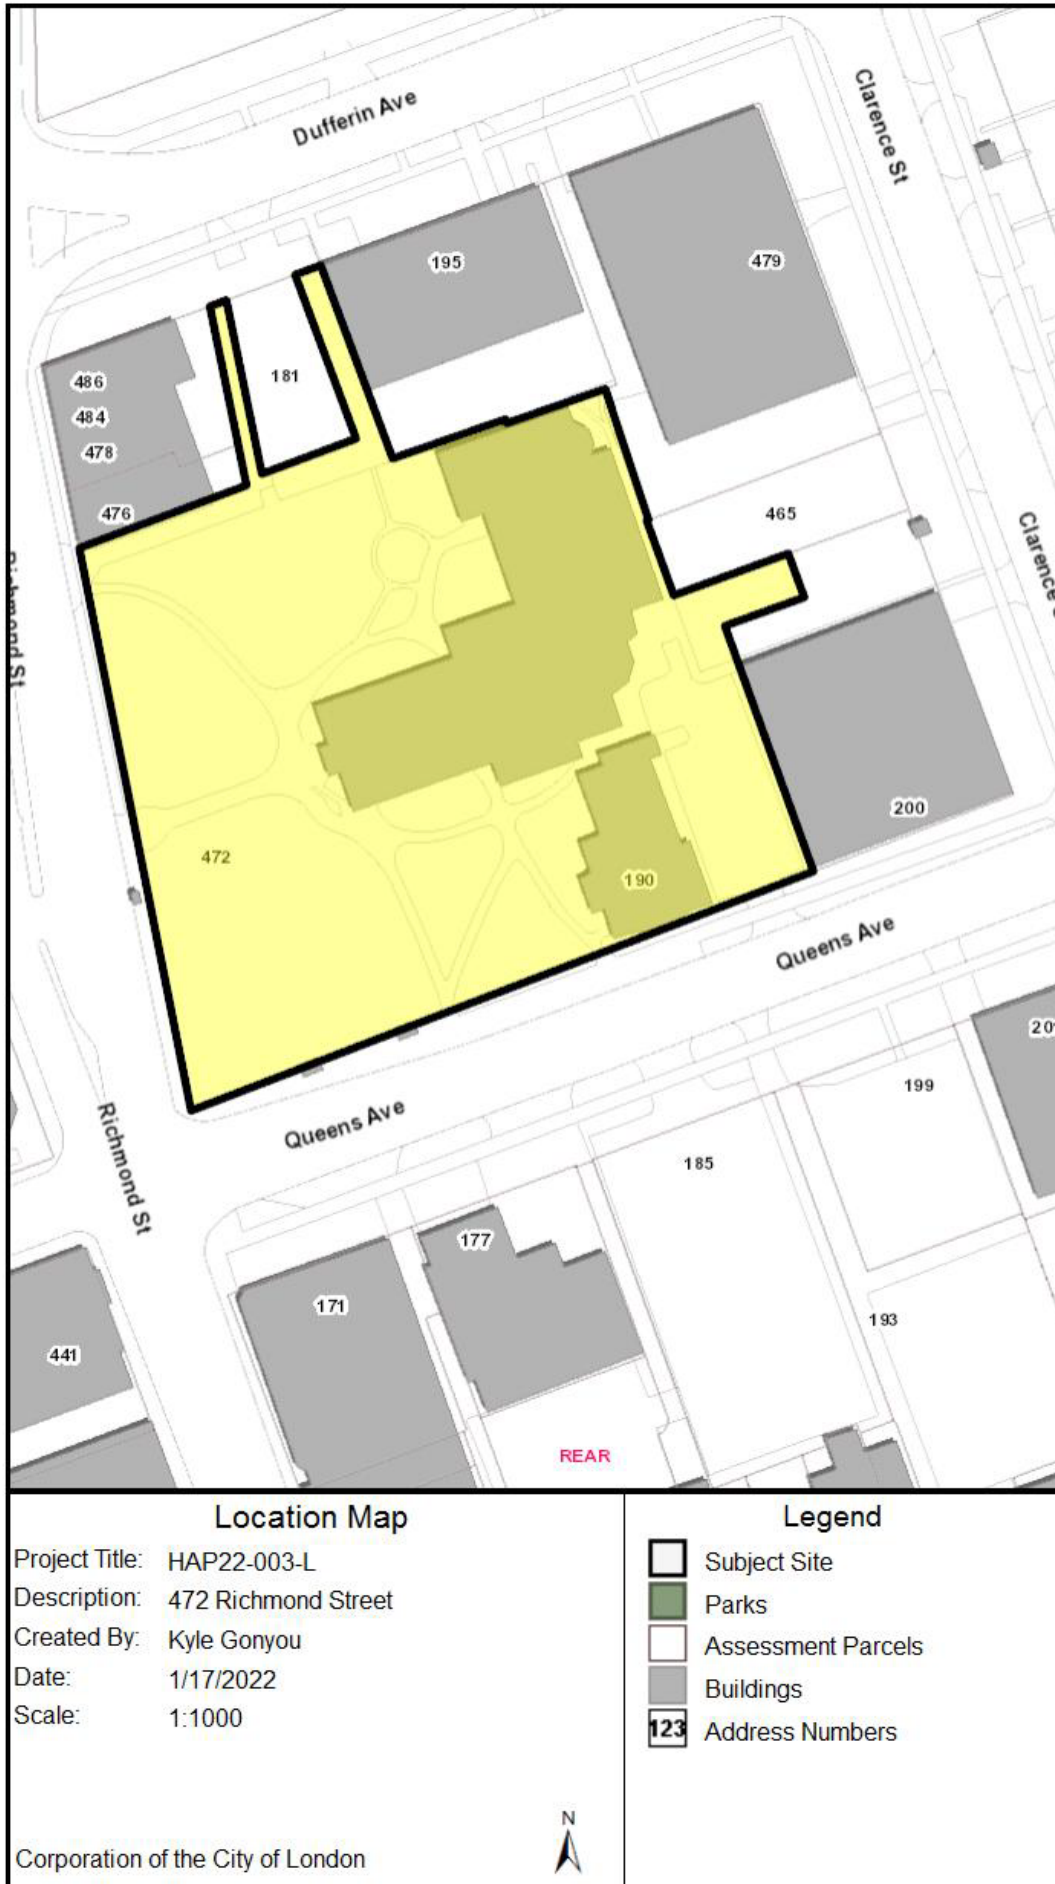 Dufferin Ave
Clarence St
195
479
486
181
484
478
476
465
Clarence
Richmond St
472
190
200
Queens Ave
Queens Ave
199
185
Richmond St
177
171
193
441
REAR
Location Map
Project Title: HAP22-003-L
Description: 472 Richmond Street
Created By: Kyle Gonyou
Date: 1/17/2022
Scale: 1:1000
Corporation of the City of London
N
Legend
Subject Site
Parks
Assessment Parcels
Buildings
123 Address Numbers